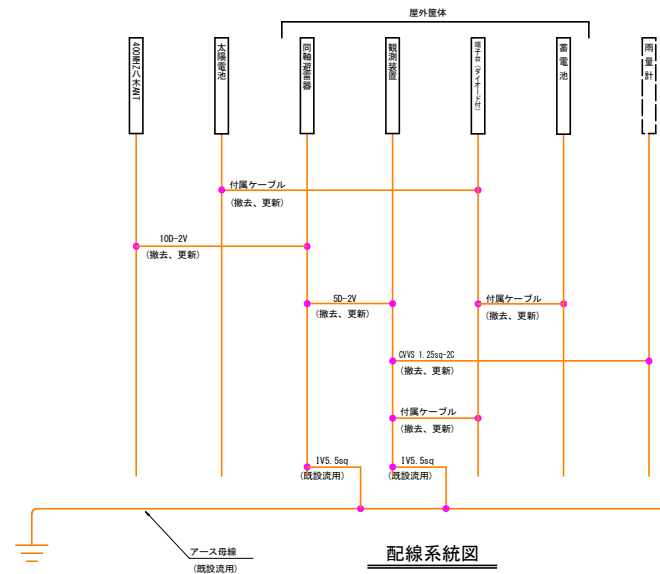 屋外筐体
400MHZ八木ANT
太陽電池
同軸避雷器
観測装置
端子台(ダイオード付)
蓄電池
雨量計
付属ケーブル
(撤去、更新)
10D-2V
(撤去、更新)
5D-2V
(撤去、更新)
付属ケーブル
(撤去、更新)
CVVS 1.25sq-2C
(撤去、更新)
付属ケーブル
(撤去、更新)
IV5.5sq
(既設流用)
IV5.5sq
(既設流用)
アース母線
(既設流用)
配線系統図